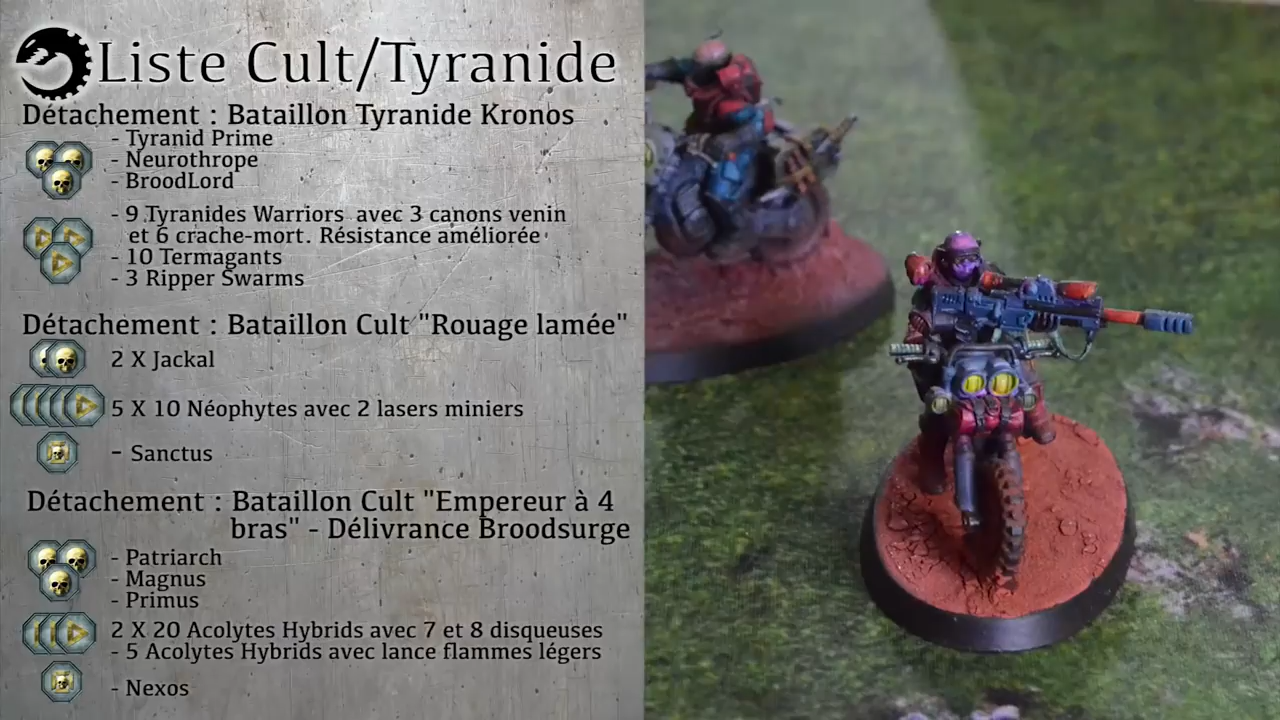 Liste Cult/Tyranide
Détachement : Bataillon Tyranide Kronos
- Tyranid Prime
- Neurothrope
- BroodLord
- 9 Tyranides Warriors avec 3 canons venin
et 6 crache-mort. Résistance améliorée
- 10 Termagants
- 3 Ripper Swarms
Détachement : Bataillon Cult "Rouage lamée"
2 X Jackal
5 X 10 Néophytes avec 2 lasers miniers
- Sanctus
Détachement : Bataillon Cult "Empereur à 4
bras" - Délivrance Broodsurge
- Patriarch
- Magnus
- Primus
2 X 20 Acolytes Hybrids avec 7 et 8 disqueuses
- 5 Acolytes Hybrids avec lance flammes légers
- Nexos